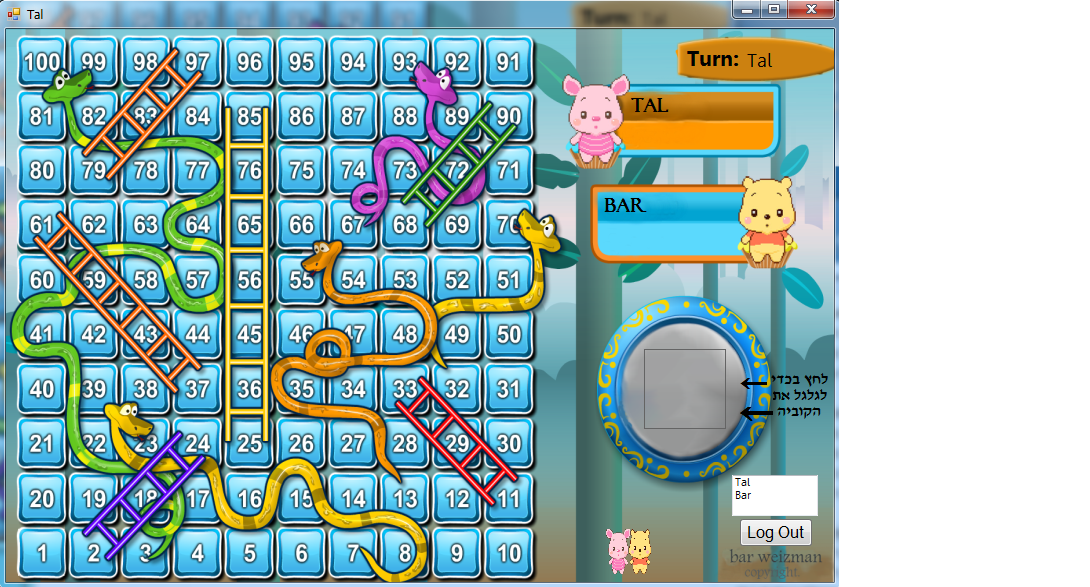 Tal
Turn: Tal
100 99 98 97 96 95 94 93 92 91
81 82 83 84 85 86 87 88 89 90
80 79 78 77 76 75 74 73 72 71
61 62 63 64 65 66 67 68 69 70
60 59 58 57 56 55 54 53 52 51
41 42 43 44 45 46 47 48 49 50
40 39 38 37 36 35 34 33 32 31
21 22 23 24 25 26 27 28 29 30
20 19 18 17 16 15 14 13 12 11
1 2 3 4 5 6 7 8 9 10
Turn: Tal
TAL
BAR
לחץ בכדי
לגלגל את
הקוביה
Tal
Bar
Log Out
bar weizman
copyright.